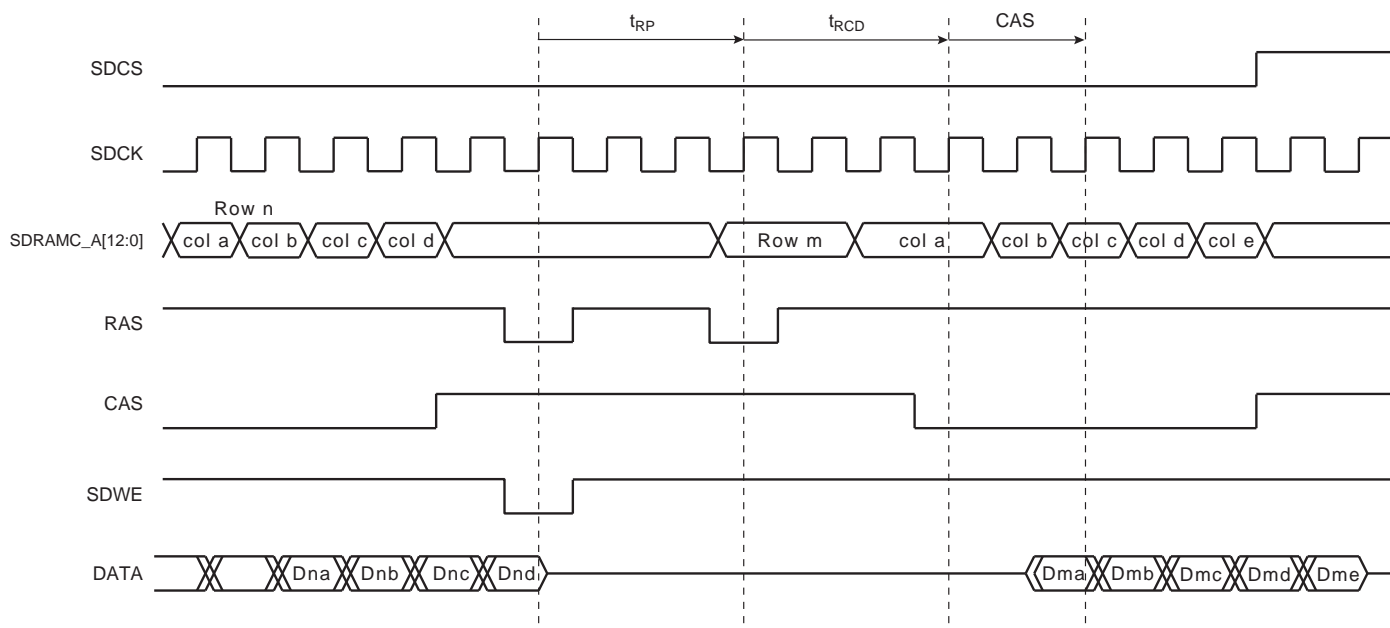 tRP tRCD CAS
SDCS
SDCK
Row n
SDRAMC_A[12:0] col a col b col c col d Row m col a col b col c col d col e
RAS
CAS
SDWE
DATA Dna Dnb Dnc Dnd Dma Dmb Dmc Dmd Dme